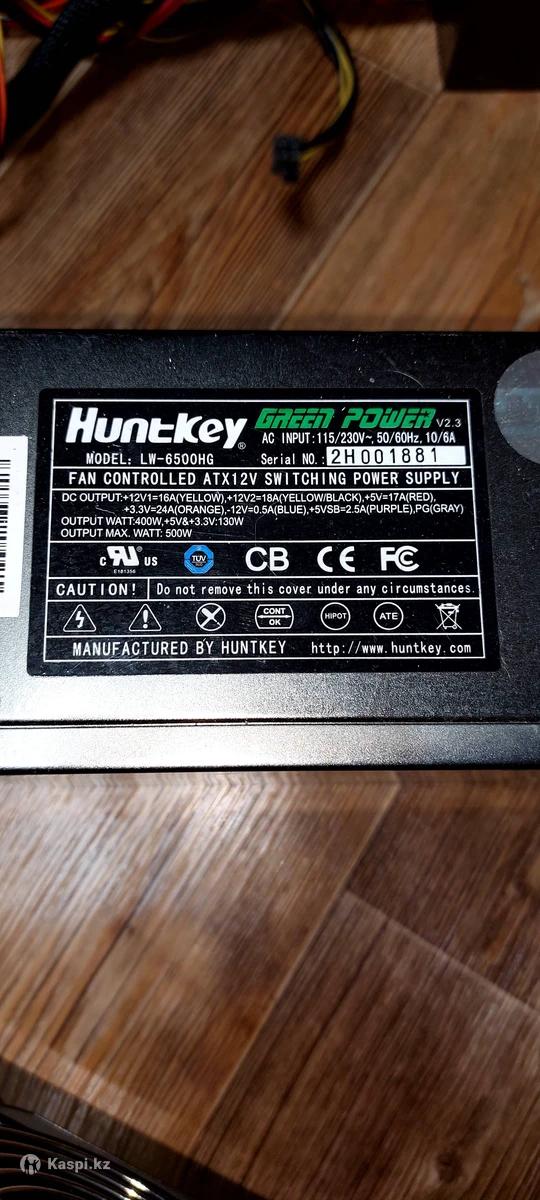 Huntkey® GREEN POWER V2.3
AC INPUT:115/230V~,50/60Hz,10/6A
MODEL: LW-6500HG Serial NO.: 2H001881
FAN CONTROLLED ATX12V SWITCHING POWER SUPPLY
DC OUTPUT:+12V1=16A(YELLOW),+12V2=18A(YELLOW/BLACK),+5V=17A(RED),
+3.3V=24A(ORANGE),-12V=0.5A(BLUE),+5VSB=2.5A(PURPLE),PG(GRAY)
OUTPUT WATT:400W,+5V&+3.3V:130W
OUTPUT MAX. WATT: 500W
c UR US TÜV CB CE FC
E181356
CAUTION! Do not remove this cover under any circumstances.
CONT OK HIPOT ATE
MANUFACTURED BY HUNTKEY http://www.huntkey.com
Kaspi.kz